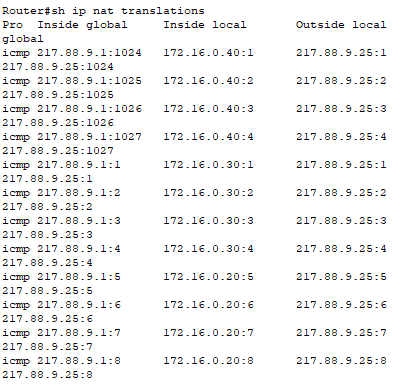 Router#sh ip nat translations
Pro Inside global Inside local Outside local
global
icmp 217.88.9.1:1024 172.16.0.40:1 217.88.9.25:1
217.88.9.25:1024
icmp 217.88.9.1:1025 172.16.0.40:2 217.88.9.25:2
217.88.9.25:1025
icmp 217.88.9.1:1026 172.16.0.40:3 217.88.9.25:3
217.88.9.25:1026
icmp 217.88.9.1:1027 172.16.0.40:4 217.88.9.25:4
217.88.9.25:1027
icmp 217.88.9.1:1 172.16.0.30:1 217.88.9.25:1
217.88.9.25:1
icmp 217.88.9.1:2 172.16.0.30:2 217.88.9.25:2
217.88.9.25:2
icmp 217.88.9.1:3 172.16.0.30:3 217.88.9.25:3
217.88.9.25:3
icmp 217.88.9.1:4 172.16.0.30:4 217.88.9.25:4
217.88.9.25:4
icmp 217.88.9.1:5 172.16.0.20:5 217.88.9.25:5
217.88.9.25:5
icmp 217.88.9.1:6 172.16.0.20:6 217.88.9.25:6
217.88.9.25:6
icmp 217.88.9.1:7 172.16.0.20:7 217.88.9.25:7
217.88.9.25:7
icmp 217.88.9.1:8 172.16.0.20:8 217.88.9.25:8
217.88.9.25:8